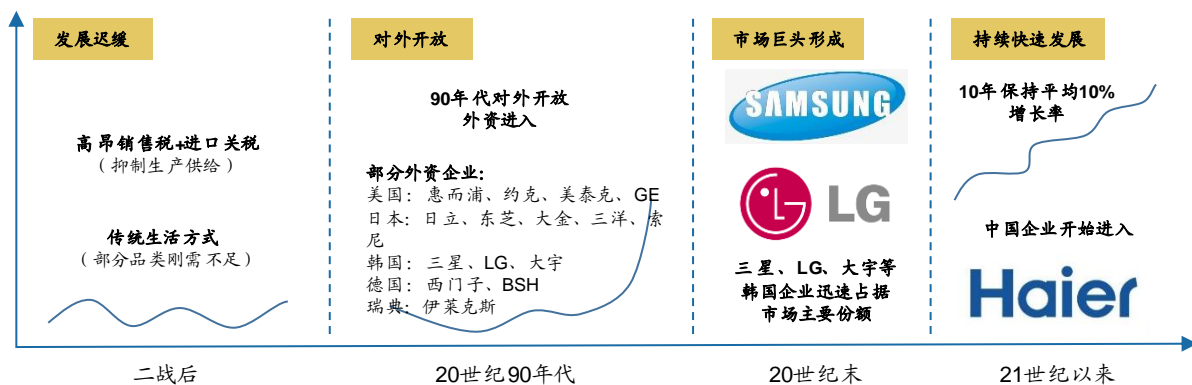 发展迟缓
高昂销售税+进口关税
（抑制生产供给）
传统生活方式
（部分品类刚需不足）
二战后
对外开放
90年代对外开放
外资进入
部分外资企业：
美国：惠而浦、约克、美泰克、GE
日本：日立、东芝、大金、三洋、索
尼
韩国：三星、LG、大宇
德国：西门子、BSH
瑞典：伊莱克斯
20世纪90年代
市场巨头形成
SAMSUNG
LG
三星、LG、大宇等
韩国企业迅速占据
市场主要份额
20世纪末
持续快速发展
10年保持平均10%
增长率
中国企业开始进入
Haier
21世纪以来